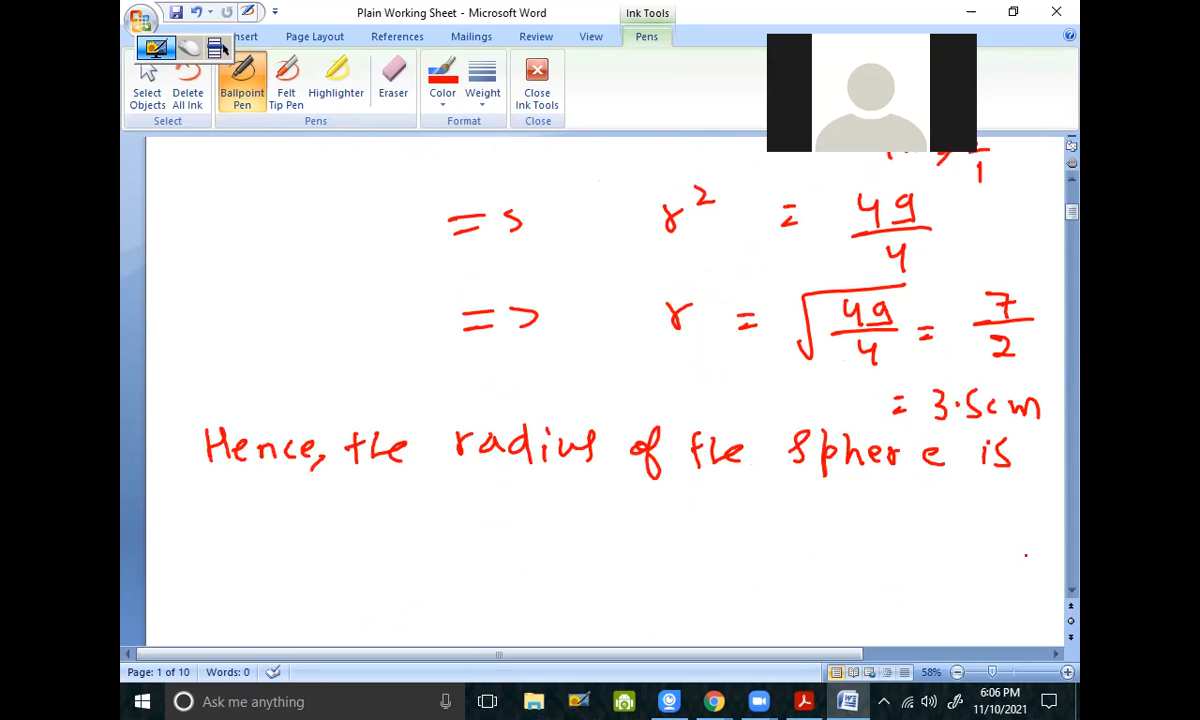 Plain Working Sheet - Microsoft Word
Ink Tools
Page Layout
References
Mailings
Review
View
Pens
Select Objects
Delete All Ink
Ballpoint Pen
Felt Tip Pen
Highlighter
Eraser
Color
Weight
Close Ink Tools
Select
Pens
Format
Close
1
=> r² = 49/4
=> r = √(49/4) = 7/2
= 3.5cm
Hence, the radius of the sphere is
Page: 1 of 10
Words: 0
58%
Ask me anything
6:06 PM
11/10/2021